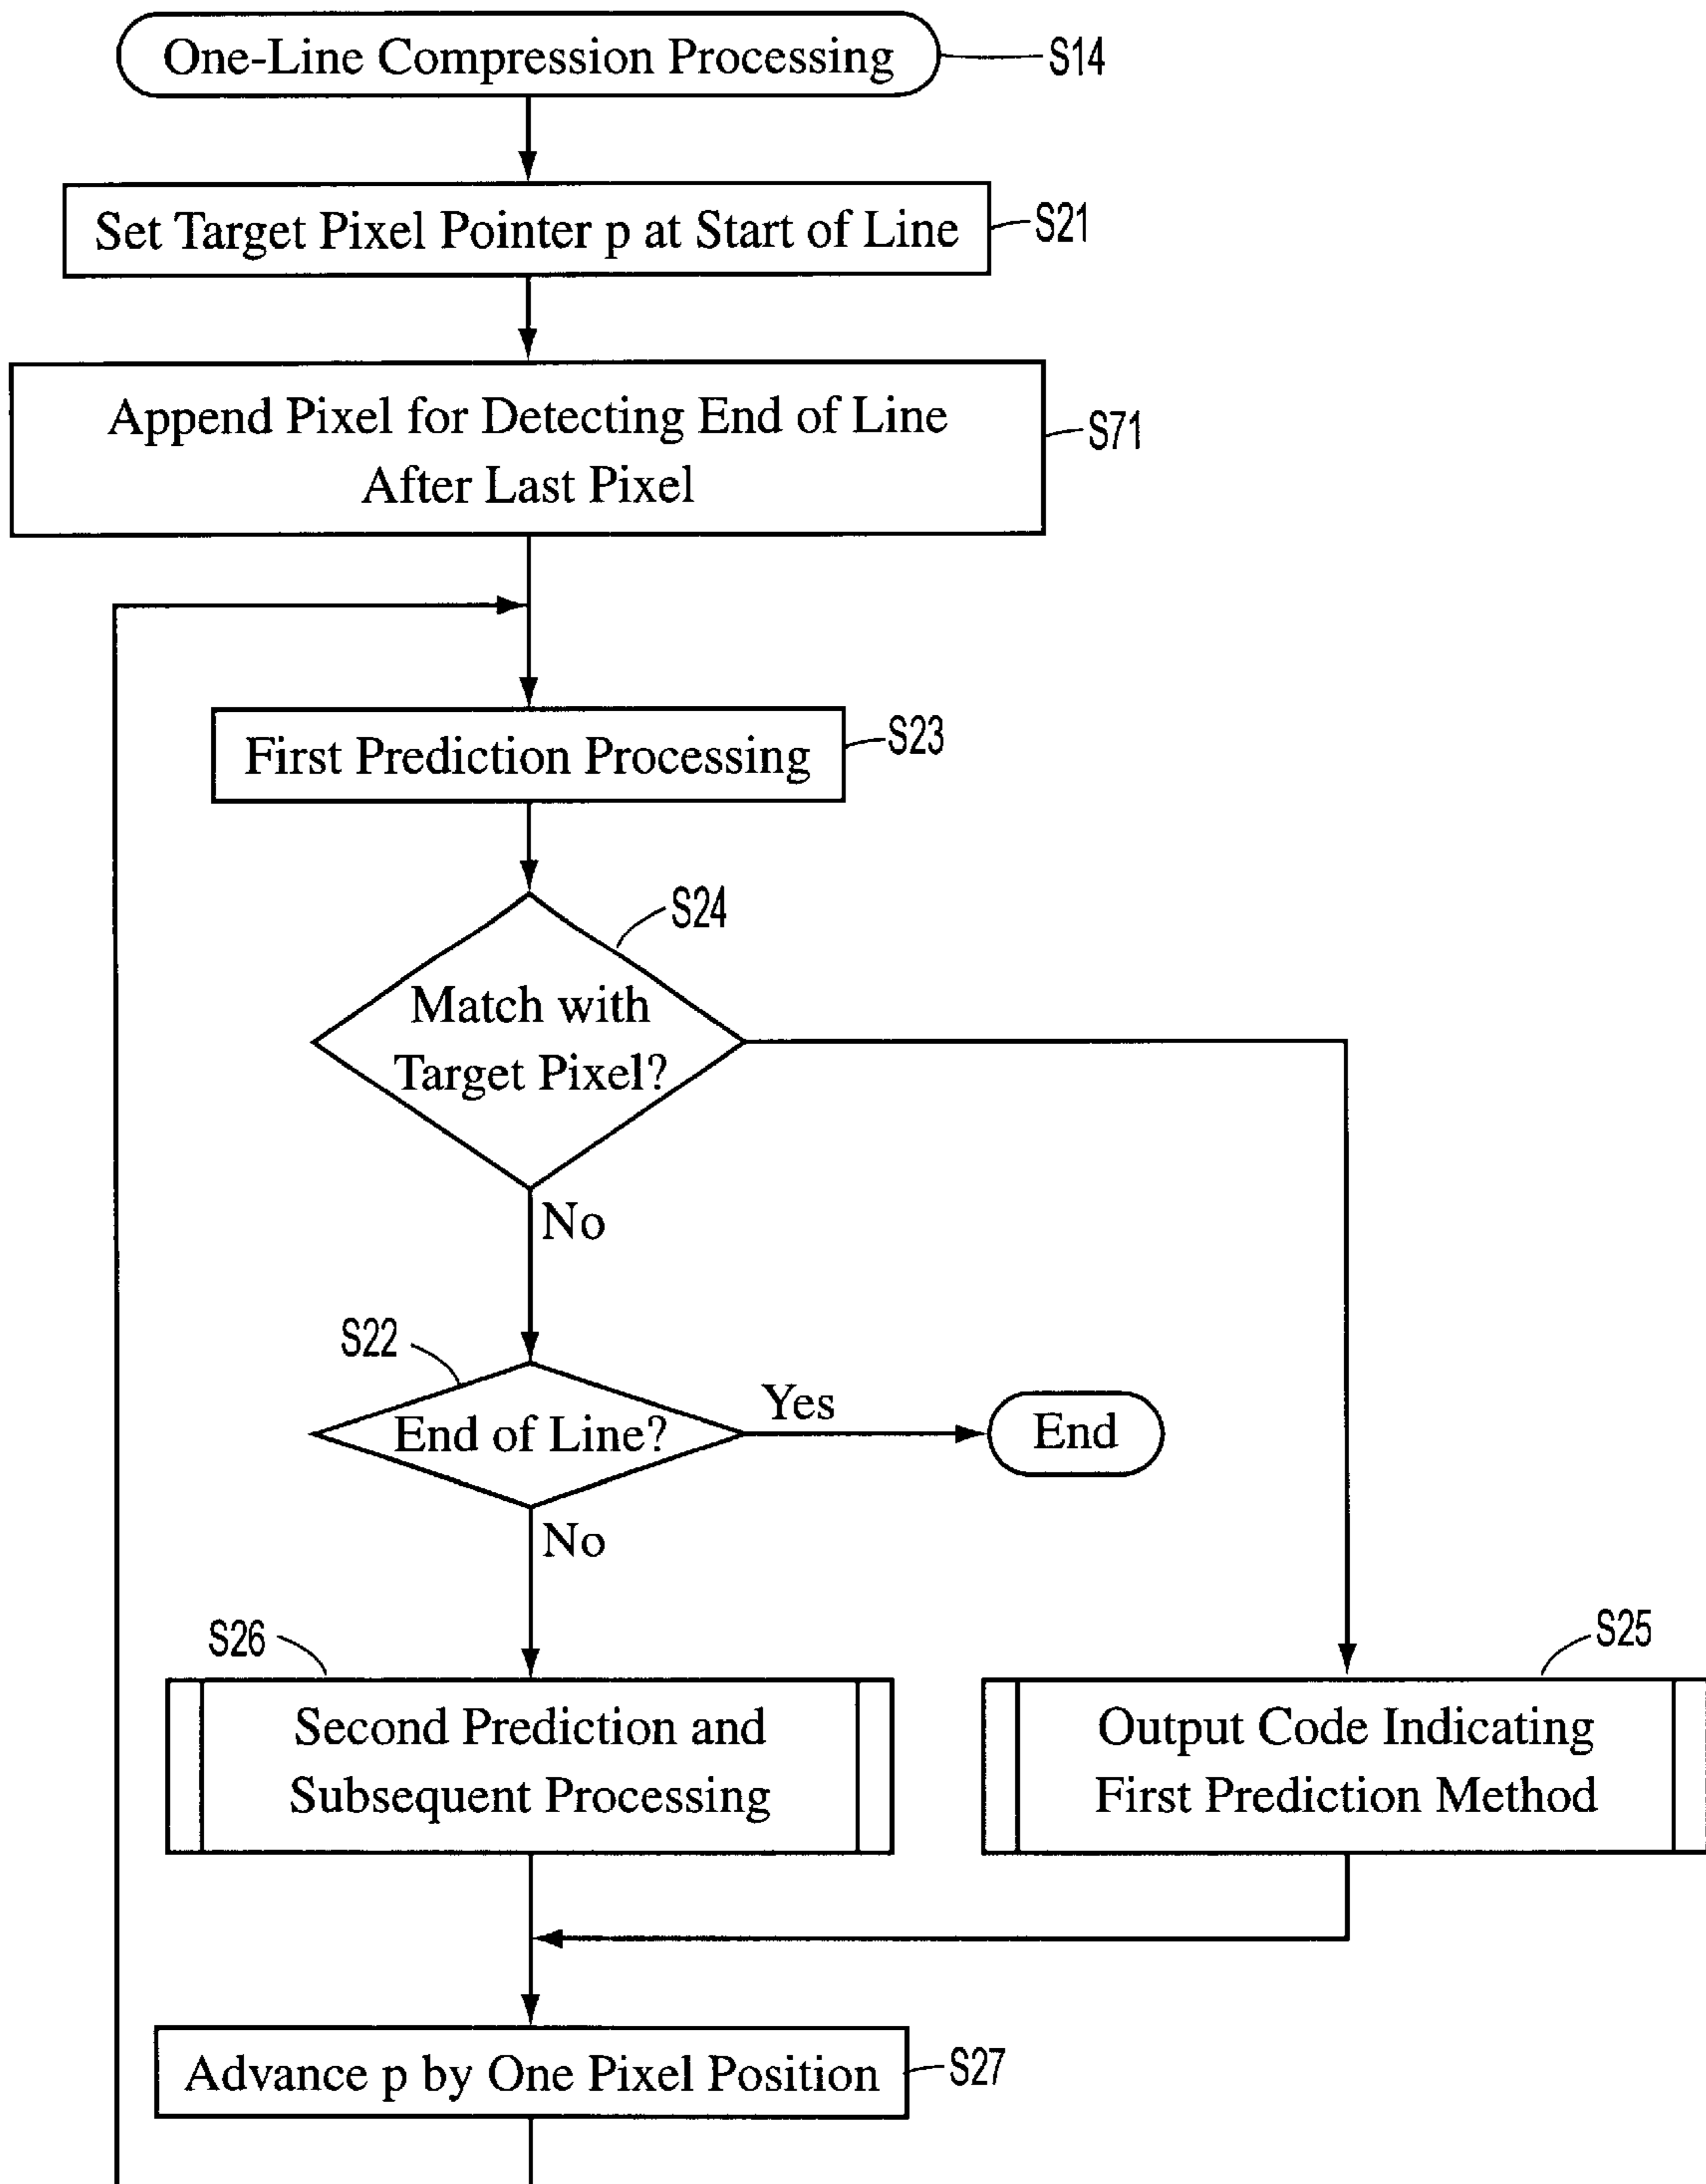 One-Line Compression Processing
S14
Set Target Pixel Pointer p at Start of Line
S21
Append Pixel for Detecting End of Line
After Last Pixel
S71
First Prediction Processing
S23
S24
Match with
Target Pixel?
No
S22
End of Line?
Yes
End
No
S26
Second Prediction and
Subsequent Processing
S25
Output Code Indicating
First Prediction Method
Advance p by One Pixel Position
S27